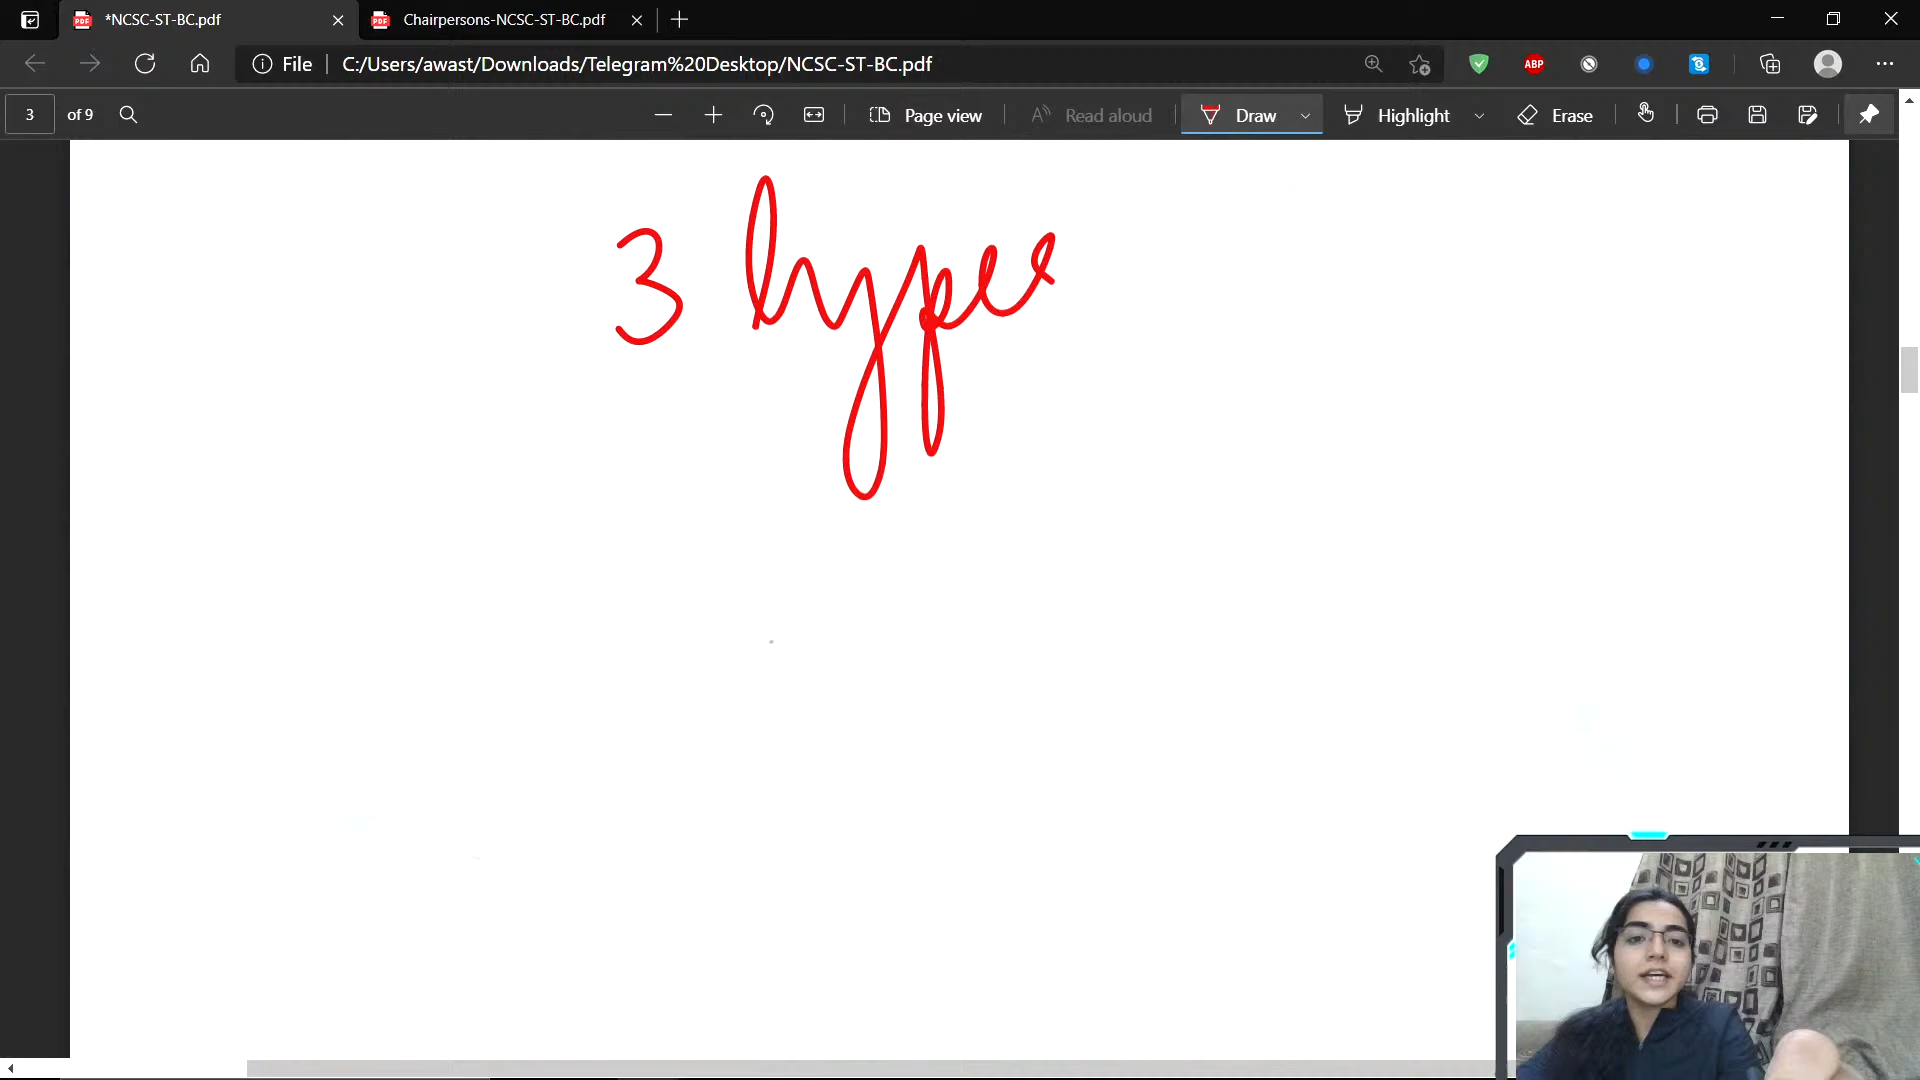 *NCSC-ST-BC.pdf
Chairpersons-NCSC-ST-BC.pdf
File
C:/Users/awast/Downloads/Telegram%20Desktop/NCSC-ST-BC.pdf
ABP
3 of 9
Page view
Read aloud
Draw
Highlight
Erase
3 types